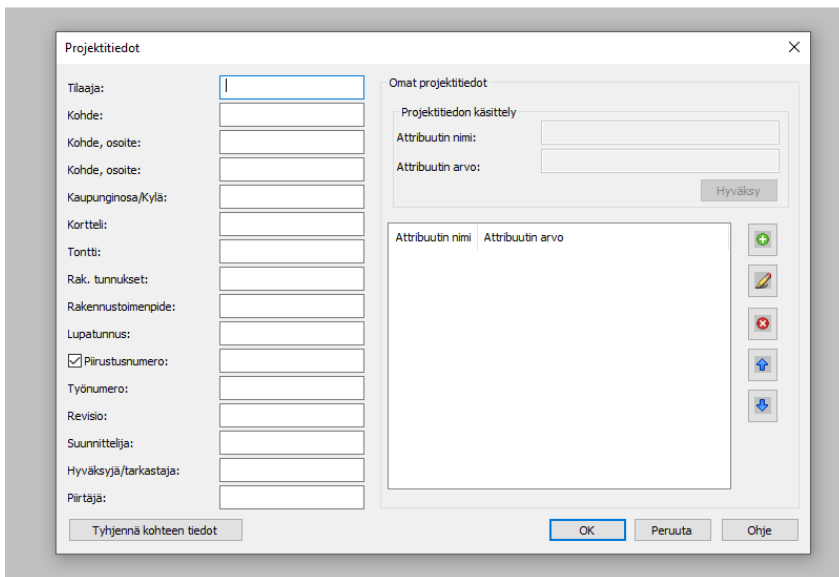 Projektitiedot
Tilaaja:
Kohde:
Kohde, osoite:
Kohde, osoite:
Kaupunginosa/Kylä:
Kortteli:
Tontti:
Rak. tunnukset:
Rakennustoimenpide:
Lupatunnus:
Piirustusnumero:
Työnumero:
Revisio:
Suunnittelija:
Hyväksyjä/tarkastaja:
Piirtäjä:
Tyhjennä kohteen tiedot
Omat projektitiedot
Projektitiedon käsittely
Attribuutin nimi:
Attribuutin arvo:
Hyväksy
Attribuutin nimi Attribuutin arvo
OK Peruuta Ohje